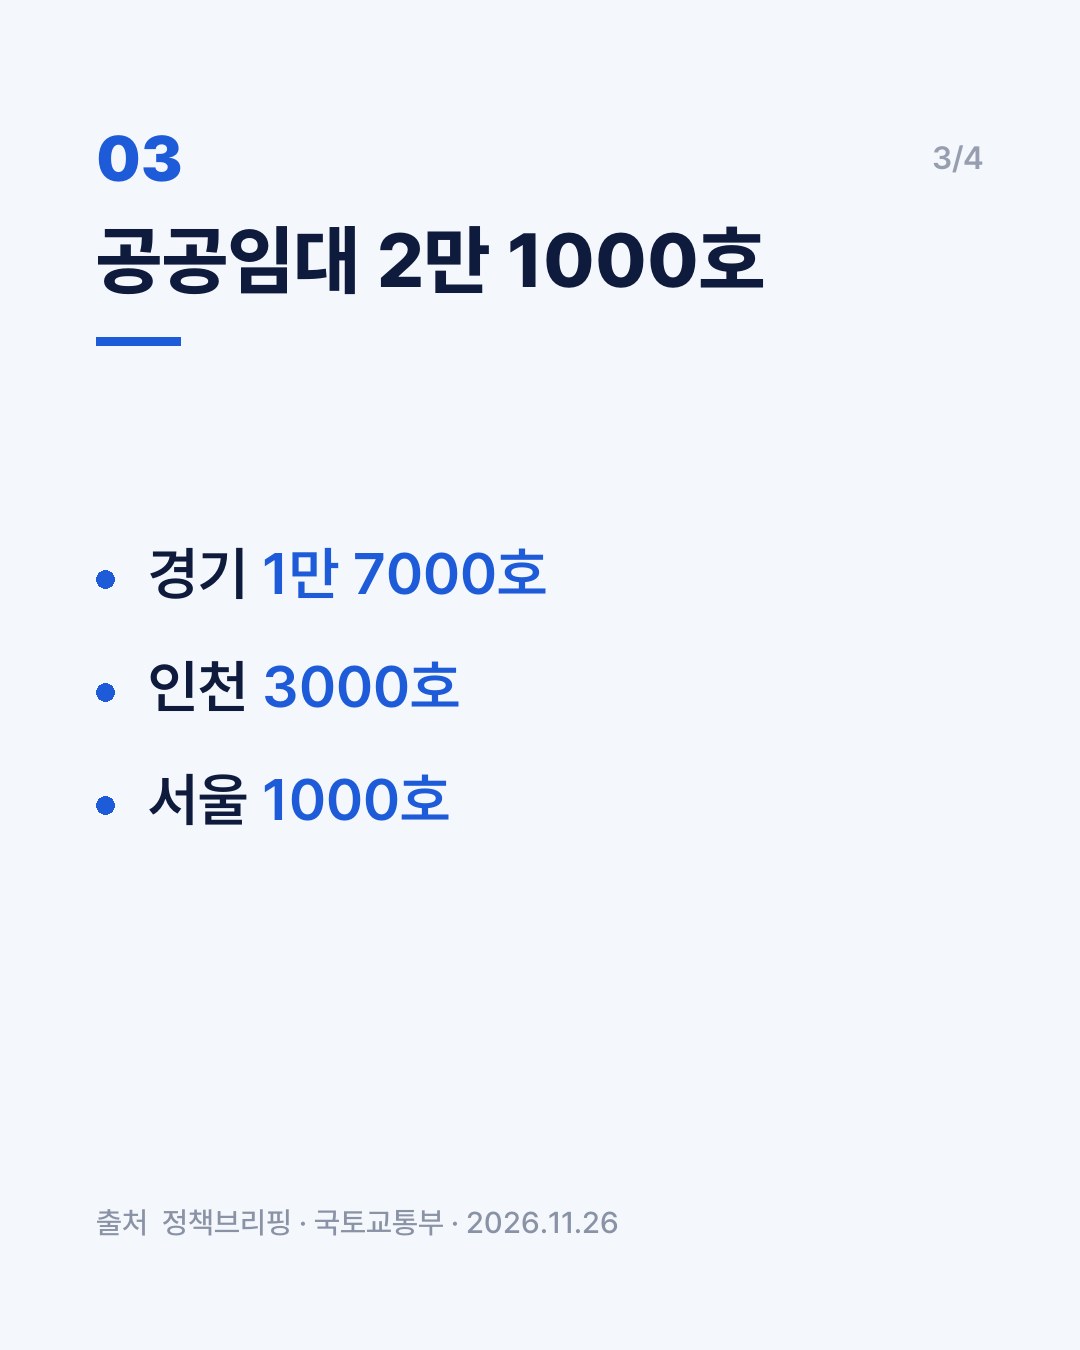 03
3/4
공공임대 2만 1000호
경기 1만 7000호
인천 3000호
서울 1000호
출처 정책브리핑 · 국토교통부 · 2026.11.26